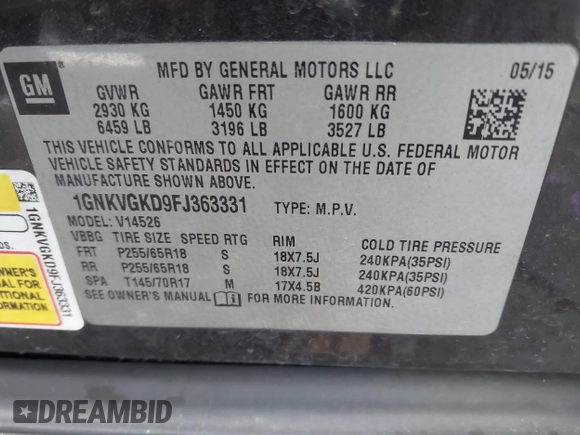 GM
MFD BY GENERAL MOTORS LLC
05/15
GVWR GAWR FRT GAWR RR
2930 KG 1450 KG 1600 KG
6459 LB 3196 LB 3527 LB
THIS VEHICLE CONFORMS TO ALL APPLICABLE U.S. FEDERAL MOTOR
VEHICLE SAFETY STANDARDS IN EFFECT ON THE DATE OF
MANUFACTURE SHOWN ABOVE.
1GNKVGKD9FJ363331 TYPE: M.P.V.
MODEL: V14526
VBBG TIRE SIZE SPEED RTG RIM COLD TIRE PRESSURE
FRT P255/65R18 S 18X7.5J 240KPA(35PSI)
RR P255/65R18 S 18X7.5J 240KPA(35PSI)
SPA T145/70R17 M 17X4.5B 420KPA(60PSI)
SEE OWNER'S MANUAL i FOR MORE INFORMATION.
1GNKVGKD9FJ363331
OWNER'S
FOR
ORMATION
DREAMBID